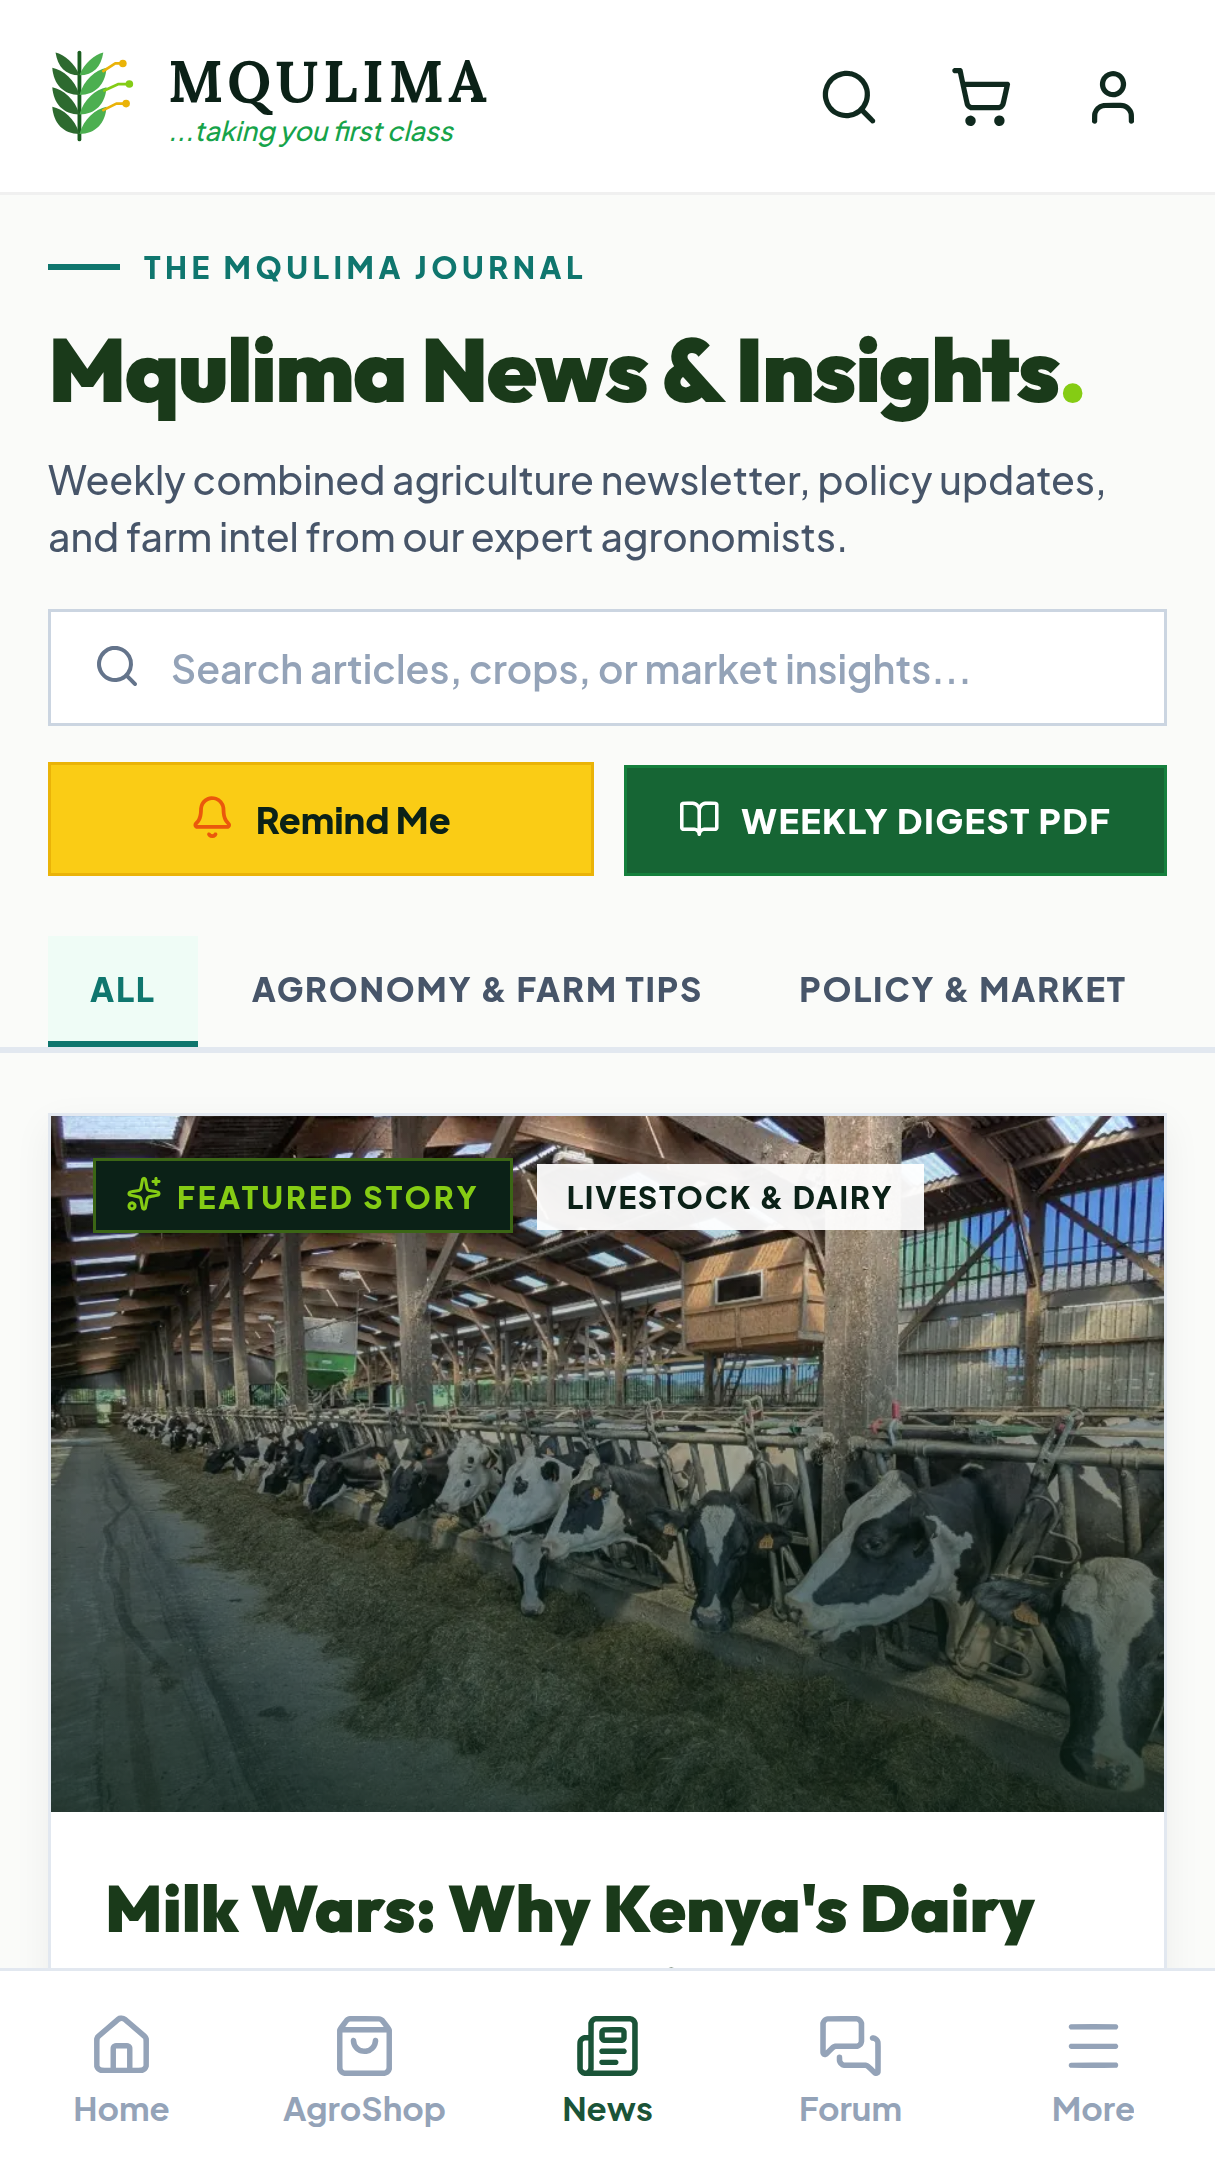 MQULIMA
...taking you first class
THE MQULIMA JOURNAL
Mqulima News & Insights.
Weekly combined agriculture newsletter, policy updates,
and farm intel from our expert agronomists.
Search articles, crops, or market insights...
Remind Me
WEEKLY DIGEST PDF
ALL
AGRONOMY & FARM TIPS
POLICY & MARKET
FEATURED STORY
LIVESTOCK & DAIRY
Milk Wars: Why Kenya's Dairy
Home
AgroShop
News
Forum
More